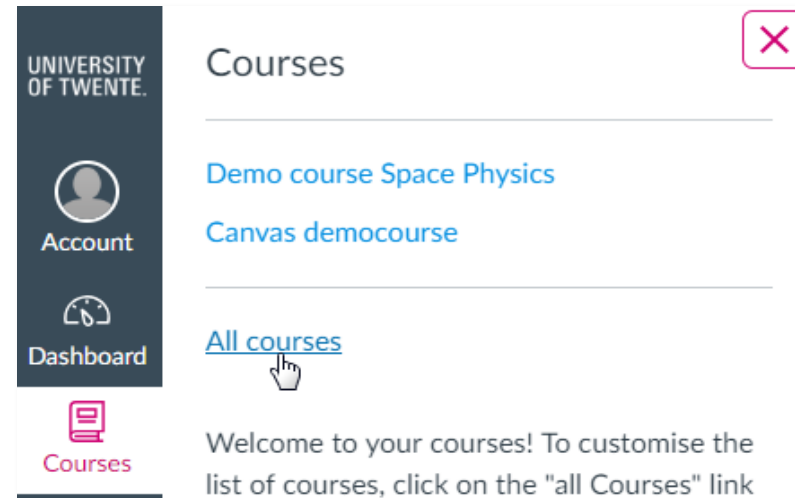 UNIVERSITY
OF TWENTE.
Account
Dashboard
Courses
Courses
Demo course Space Physics
Canvas democourse
All courses
Welcome to your courses! To customise the
list of courses, click on the "all Courses" link